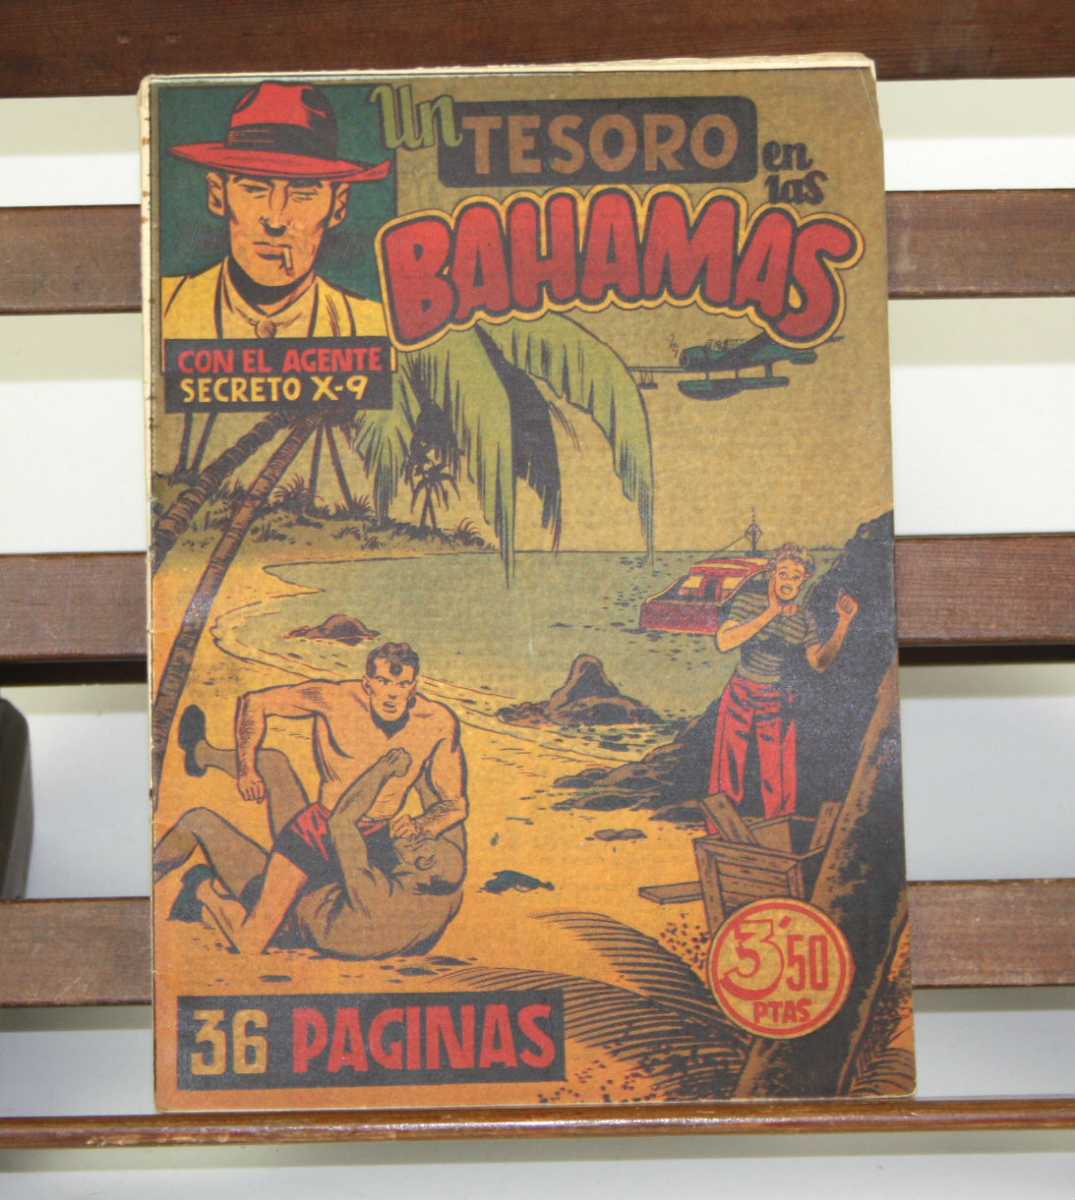 Un TESORO en
las
BAHAMAS
CON EL AGENTE
SECRETO X-9
3'50
PTAS
36 PAGINAS